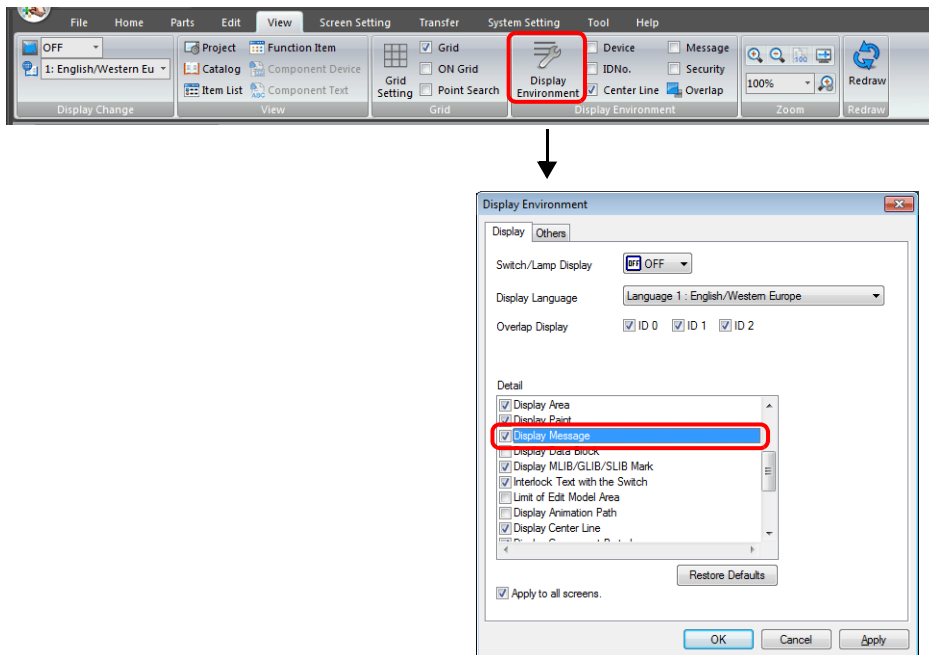 File Home Parts Edit View Screen Setting Transfer System Setting Tool Help
OFF Project Function Item Grid Device Message
1: English/Western Eu Catalog Component Device ON Grid IDNo. Security 100%
Item List Component Text Grid Setting Point Search Display Environment Center Line Overlap Redraw
Display Change View Grid Display Environment Zoom Redraw
Display Environment
Display Others
Switch/Lamp Display OFF OFF
Display Language Language 1 : English/Western Europe
Overlap Display ID 0 ID 1 ID 2
Detail
Display Area
Display Paint
Display Message
Display Data Block
Display MLIB/GLIB/SLIB Mark
Interlock Text with the Switch
Limit of Edit Model Area
Display Animation Path
Display Center Line
Restore Defaults
Apply to all screens.
OK Cancel Apply